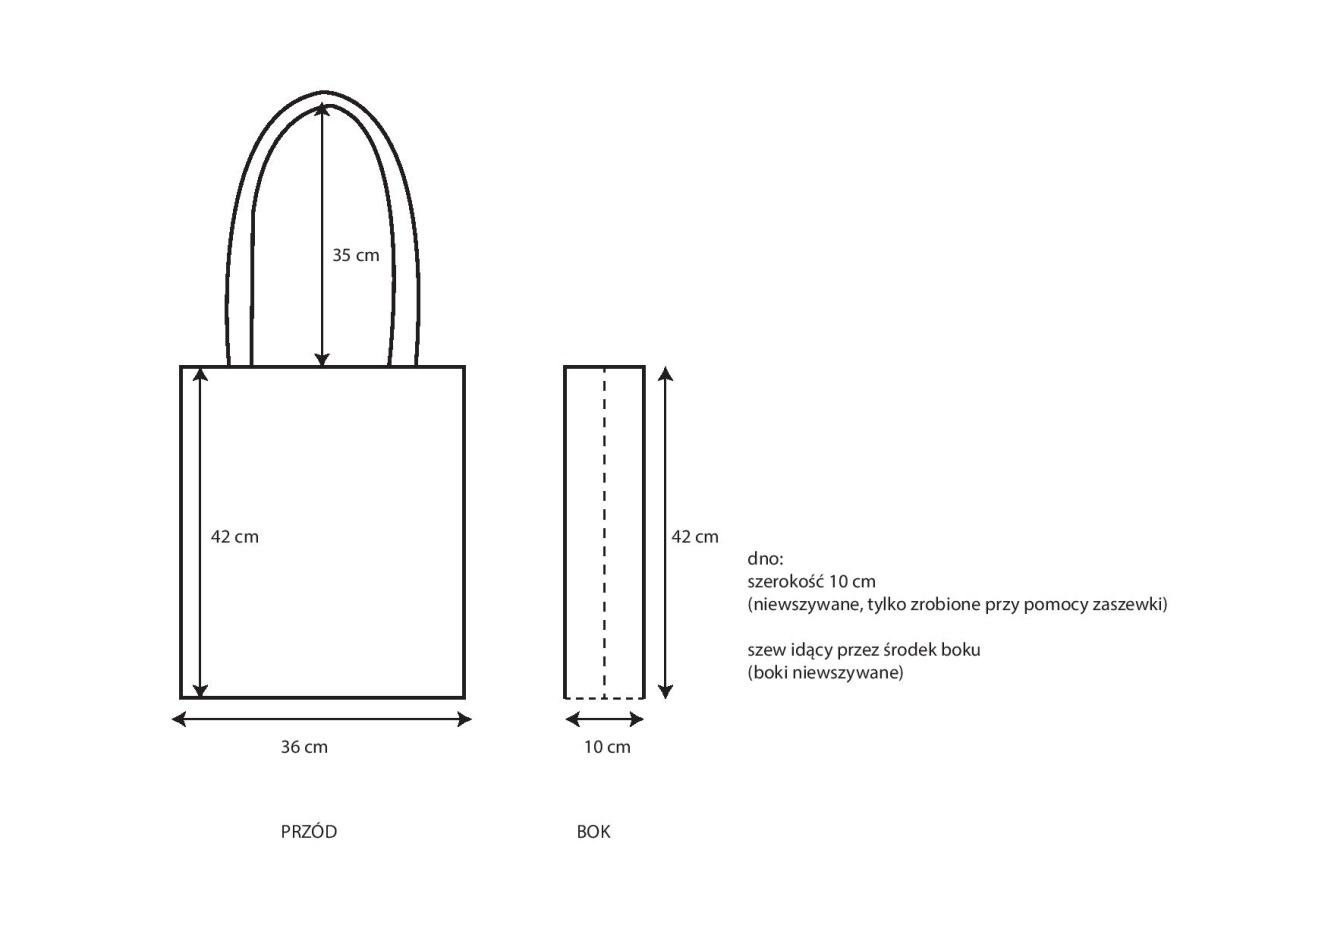 35 cm
42 cm
42 cm
dno:
szerokość 10 cm
(niewszywane, tylko zrobione przy pomocy zaszewki)
szew idący przez środek boku
(boki niewszywane)
36 cm
10 cm
PRZÓD
BOK